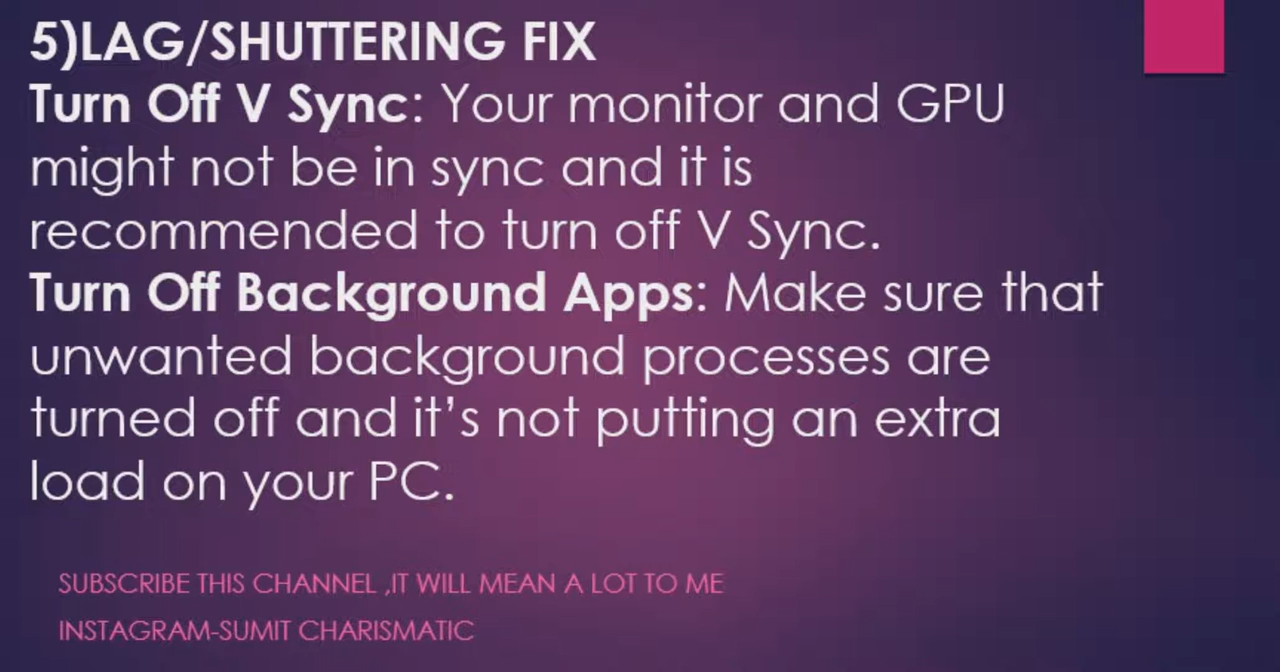 5)LAG/SHUTTERING FIX
Turn Off V Sync: Your monitor and GPU
might not be in sync and it is
recommended to turn off V Sync.
Turn Off Background Apps: Make sure that
unwanted background processes are
turned off and it’s not putting an extra
load on your PC.
SUBSCRIBE THIS CHANNEL ,IT WILL MEAN A LOT TO ME
INSTAGRAM-SUMIT CHARISMATIC